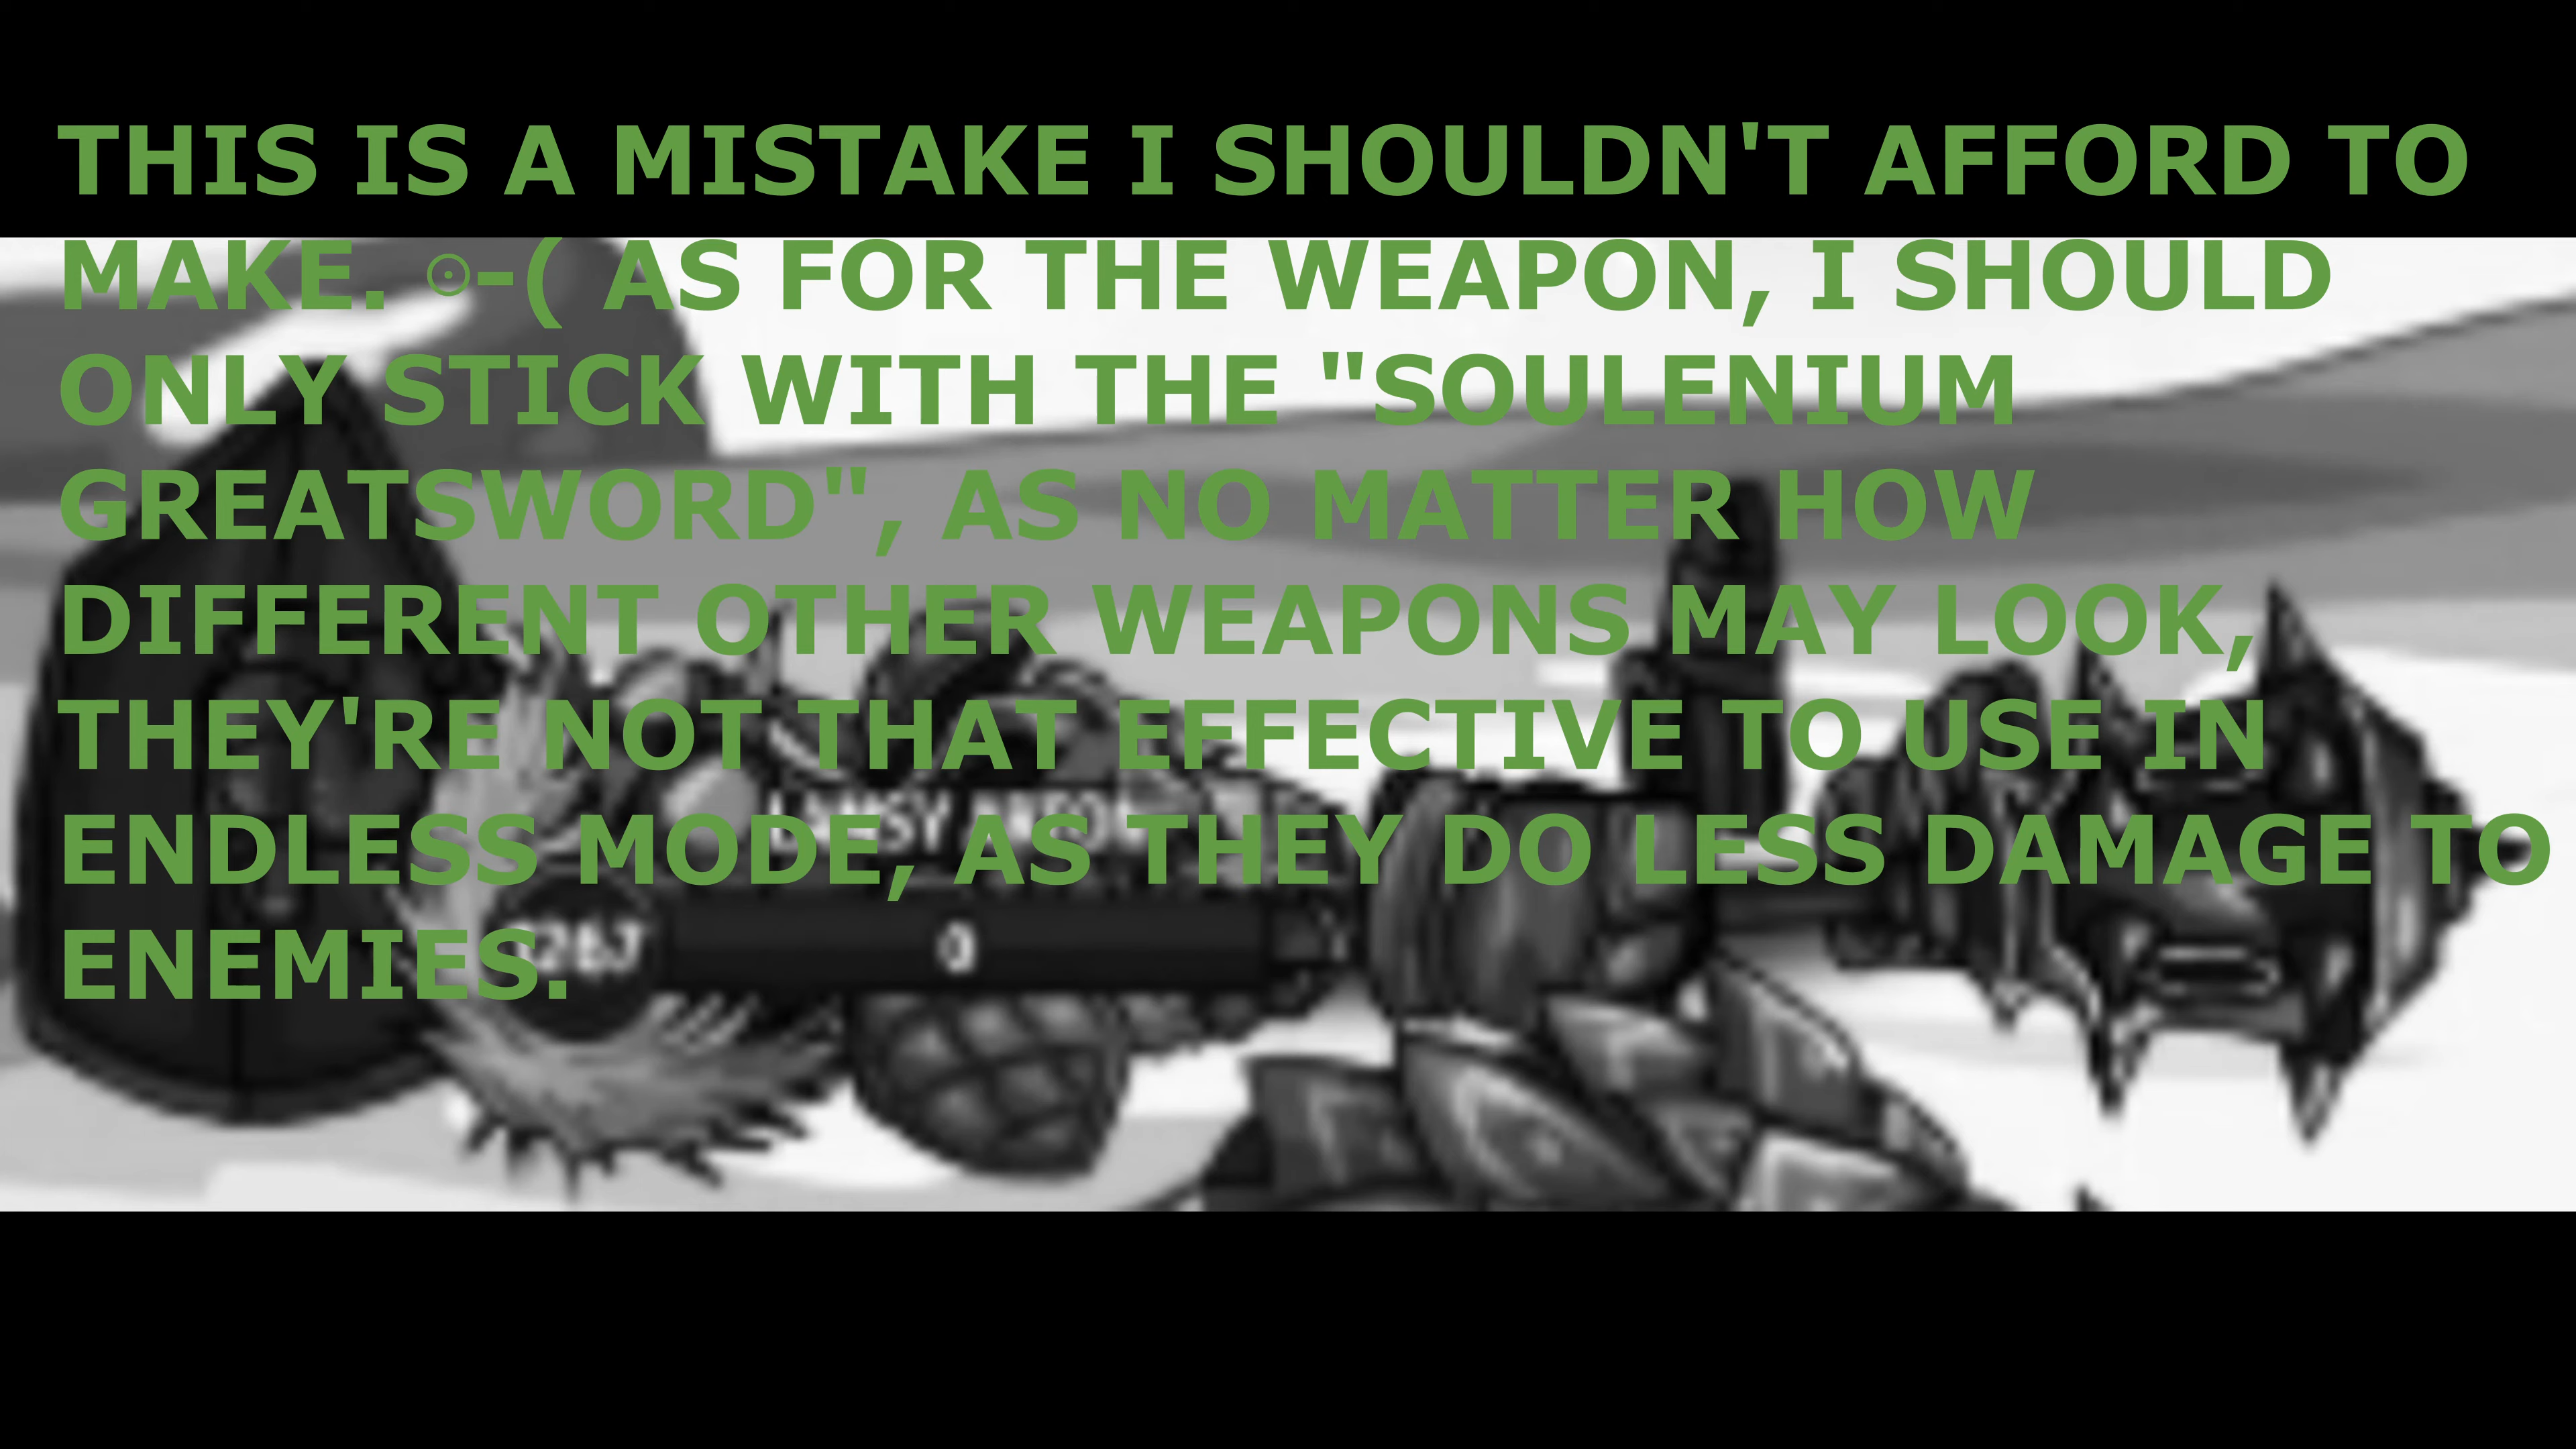 THIS IS A MISTAKE I SHOULDN'T AFFORD TO
MAKE. ⊙-( AS FOR THE WEAPON, I SHOULD
ONLY STICK WITH THE "SOULENIUM
GREATSWORD", AS NO MATTER HOW
DIFFERENT OTHER WEAPONS MAY LOOK,
THEY'RE NOT THAT EFFECTIVE TO USE IN
ENDLESS MODE, AS THEY DO LESS DAMAGE TO
ENEMIES.
0